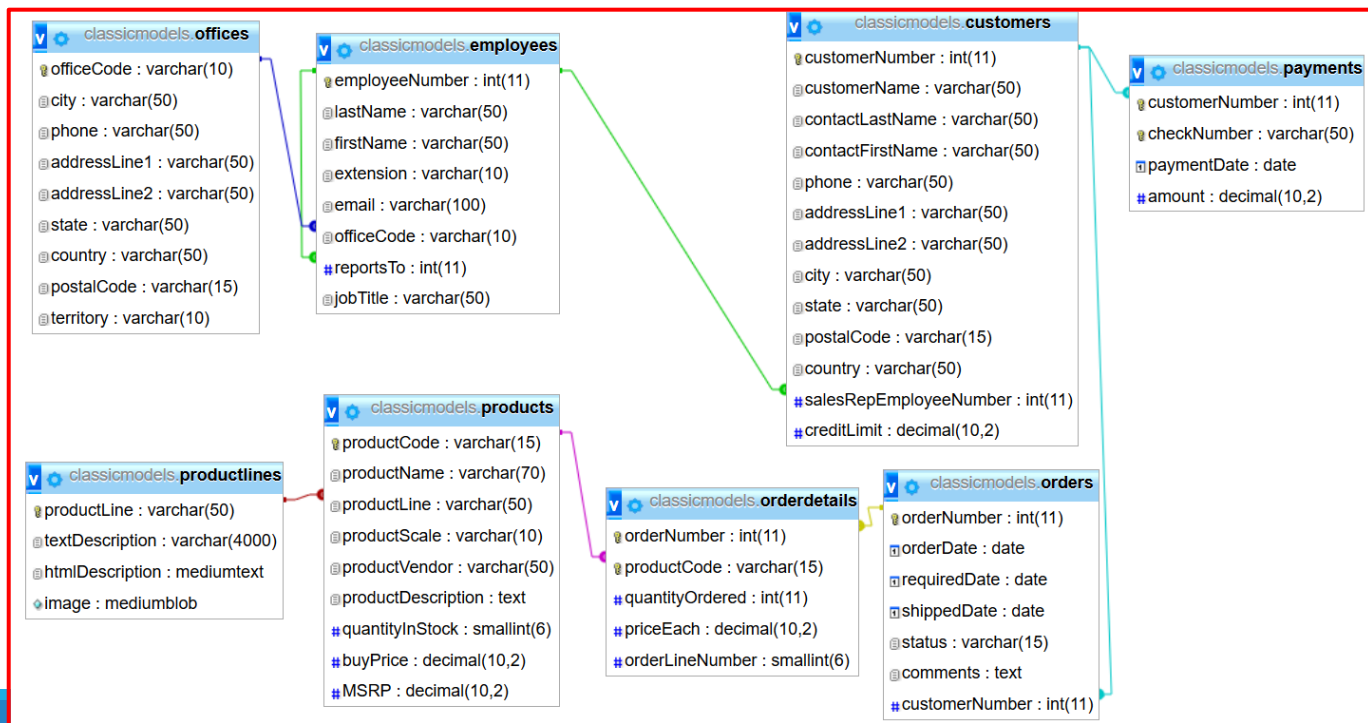 classicmodels.offices
officeCode : varchar(10)
city : varchar(50)
phone : varchar(50)
addressLine1 : varchar(50)
addressLine2 : varchar(50)
state : varchar(50)
country : varchar(50)
postalCode : varchar(15)
territory : varchar(10)
classicmodels.employees
employeeNumber : int(11)
lastName : varchar(50)
firstName : varchar(50)
extension : varchar(10)
email : varchar(100)
officeCode : varchar(10)
#reportsTo : int(11)
jobTitle : varchar(50)
classicmodels.customers
customerNumber : int(11)
customerName : varchar(50)
contactLastName : varchar(50)
contactFirstName : varchar(50)
phone : varchar(50)
addressLine1 : varchar(50)
addressLine2 : varchar(50)
city : varchar(50)
state : varchar(50)
postalCode : varchar(15)
country : varchar(50)
#salesRepEmployeeNumber : int(11)
#creditLimit : decimal(10,2)
classicmodels.payments
customerNumber : int(11)
checkNumber : varchar(50)
paymentDate : date
#amount : decimal(10,2)
classicmodels.productlines
productLine : varchar(50)
textDescription : varchar(4000)
htmlDescription : mediumtext
image : mediumblob
classicmodels.products
productCode : varchar(15)
productName : varchar(70)
productLine : varchar(50)
productScale : varchar(10)
productVendor : varchar(50)
productDescription : text
#quantityInStock : smallint(6)
#buyPrice : decimal(10,2)
#MSRP : decimal(10,2)
classicmodels.orderdetails
orderNumber : int(11)
productCode : varchar(15)
#quantityOrdered : int(11)
#priceEach : decimal(10,2)
#orderLineNumber : smallint(6)
classicmodels.orders
orderNumber : int(11)
orderDate : date
requiredDate : date
shippedDate : date
status : varchar(15)
comments : text
#customerNumber : int(11)